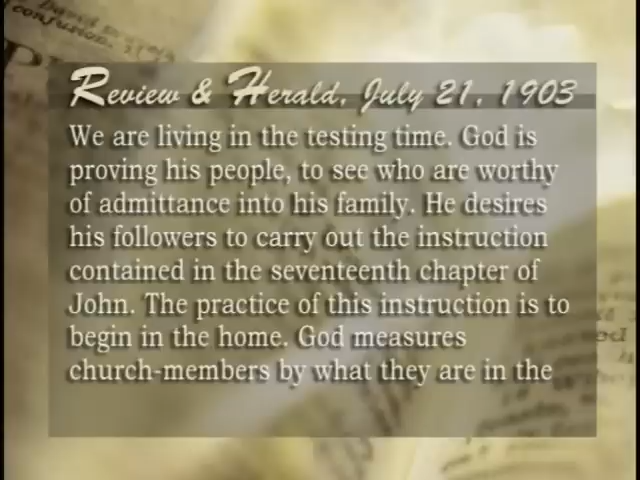 Review & Herald, July 21, 1903
We are living in the testing time. God is
proving his people, to see who are worthy
of admittance into his family. He desires
his followers to carry out the instruction
contained in the seventeenth chapter of
John. The practice of this instruction is to
begin in the home. God measures
church-members by what they are in the